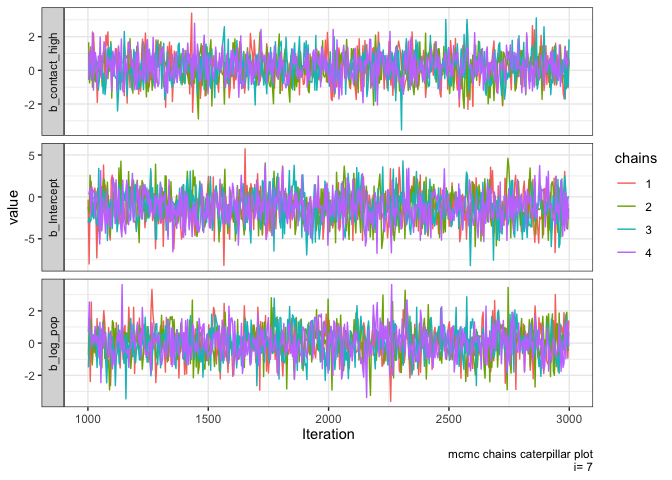 b_contact_high
2
0
-2
b_Intercept
5
0
-5
b_log_pop
2
0
-2
value
1000 1500 2000 2500 3000
Iteration
chains
1
2
3
4
mcmc chains caterpillar plot
i= 7